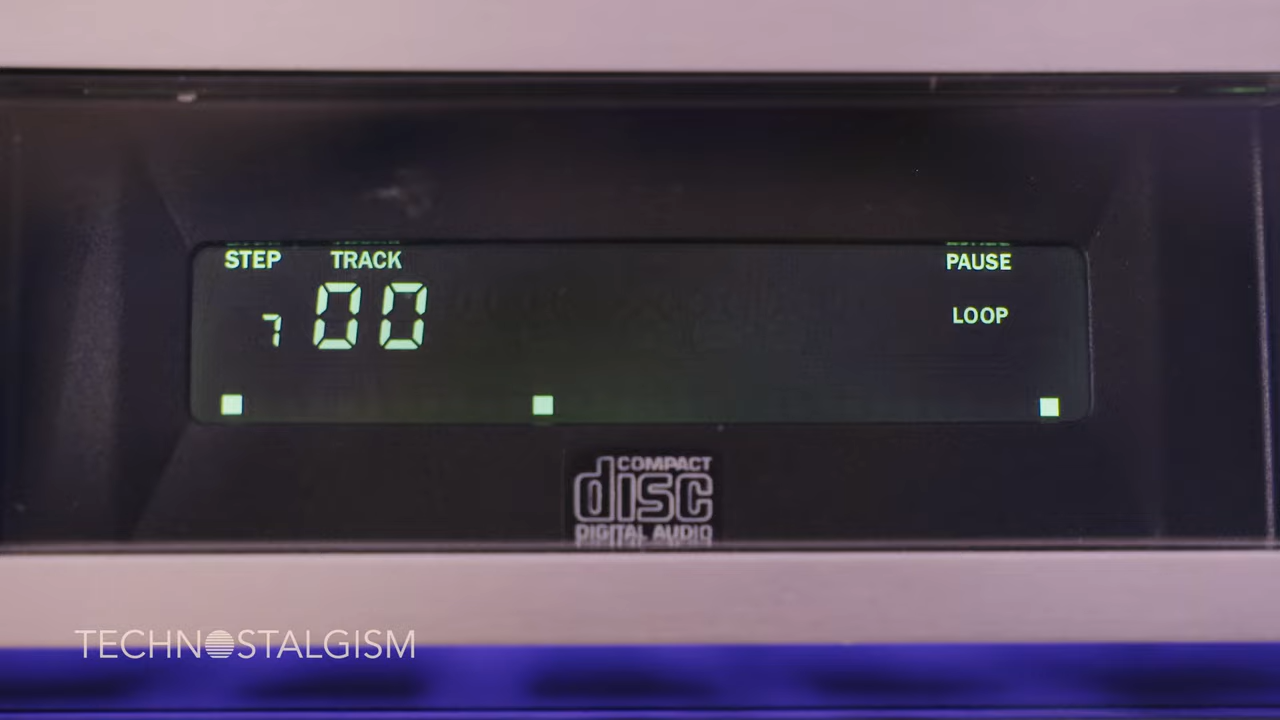 STEP TRACK PAUSE
7 00 LOOP
COMPACT
disc
DIGITAL AUDIO
TECHNOSTALGISM